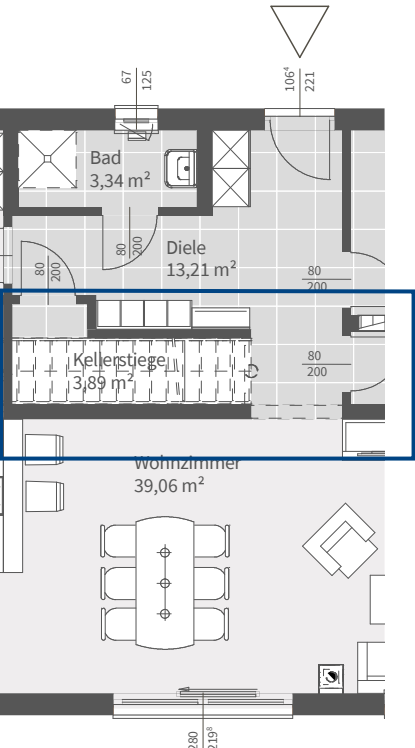 67
125
106⁴
221
Bad
3,34 m²
80
200
Diele
13,21 m²
80
200
80
200
Kellerstiege
3,89 m²
80
200
Wohnzimmer
39,06 m²
280
219⁸